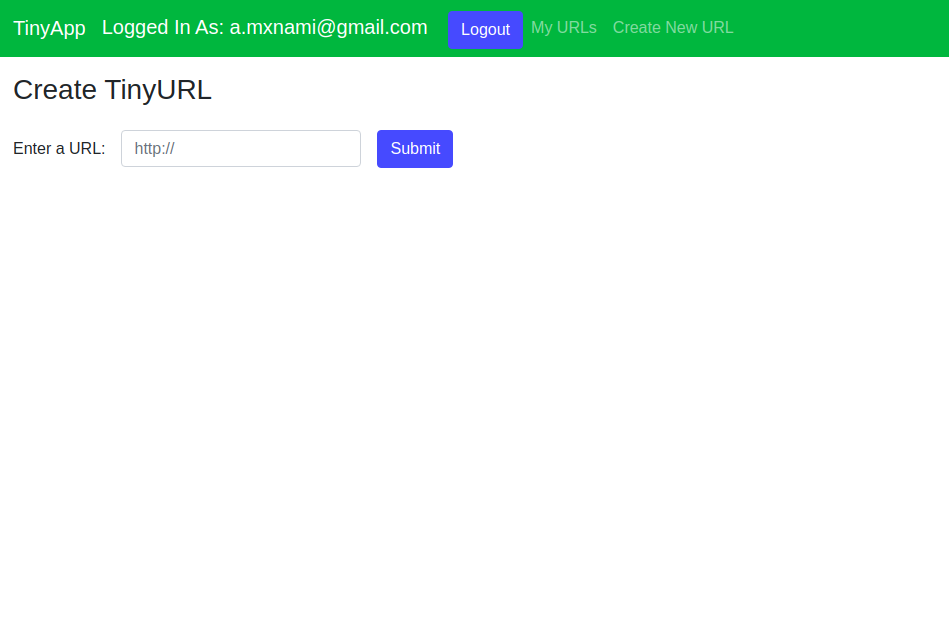 TinyApp Logged In As: a.mxnami@gmail.com Logout My URLs Create New URL
Create TinyURL
Enter a URL: http:// Submit